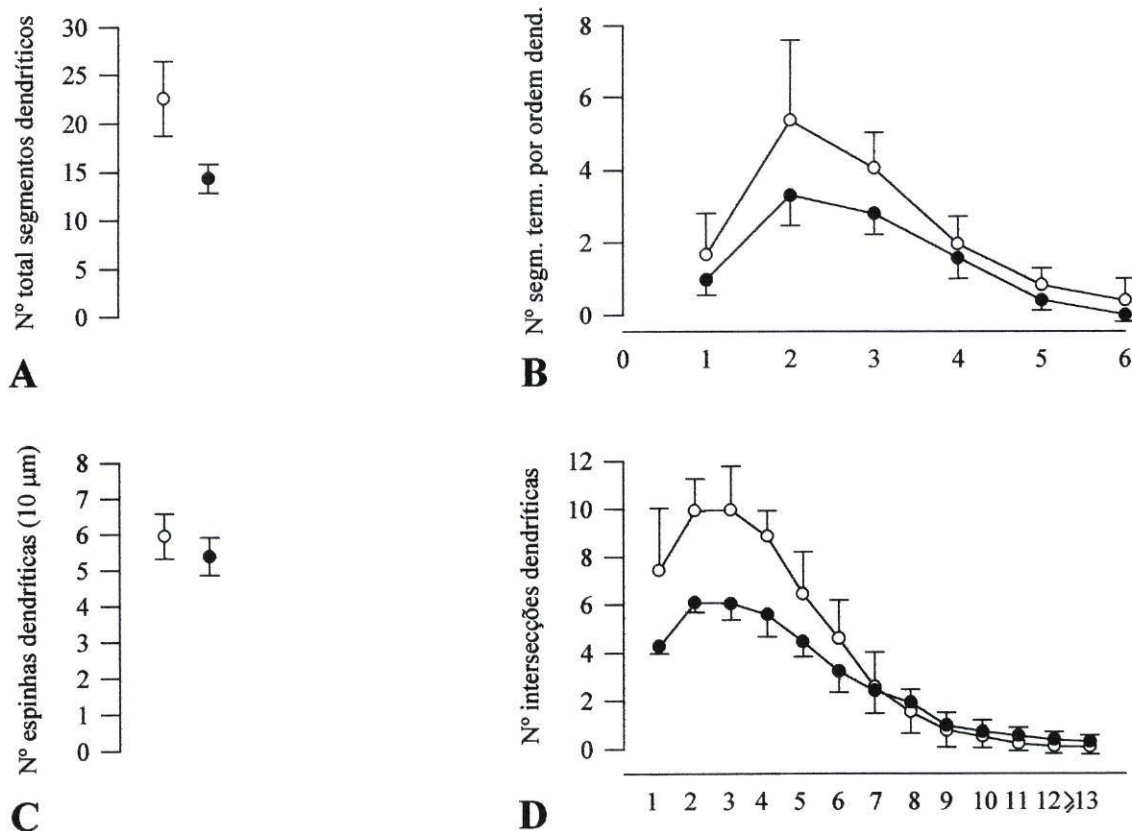 Nº total segmentos dendríticos
30
25
20
15
10
5
0
A
Nº segm. term. por ordem dend.
8
6
4
2
0
0 1 2 3 4 5 6
B
Nº espinhas dendríticas (10 µm)
8
7
6
5
4
3
2
1
0
C
Nº intersecções dendríticas
12
10
8
6
4
2
0
1 2 3 4 5 6 7 8 9 10 11 12 ⩾13
D